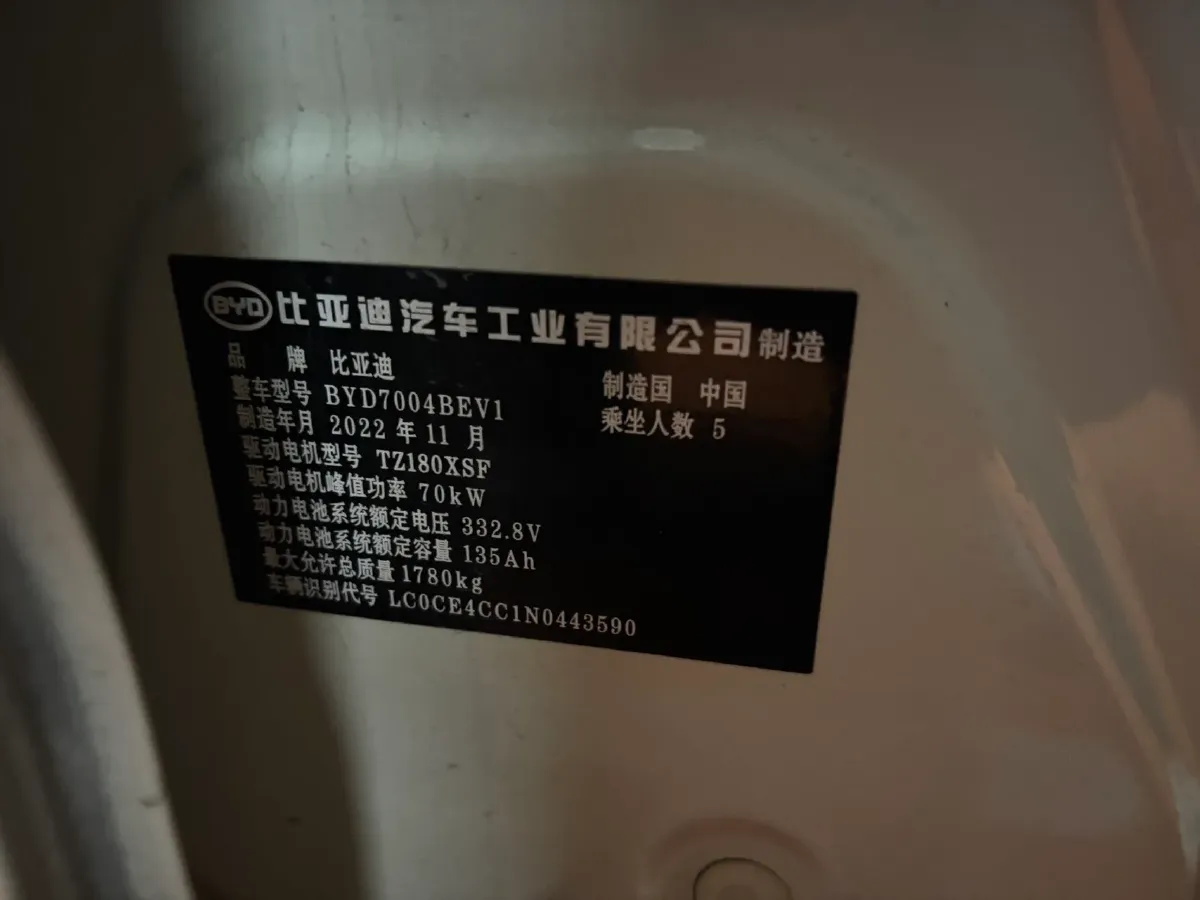 BYD 比亚迪汽车工业有限公司制造
品 牌 比亚迪
制造国 中国
整车型号 BYD7004BEV1
乘坐人数 5
制造年月 2022 年 11 月
驱动电机型号 TZ180XSF
驱动电机峰值功率 70kW
动力电池系统额定电压 332.8V
动力电池系统额定容量 135Ah
最大允许总质量 1780kg
车辆识别代号 LC0CE4CC1N0443590